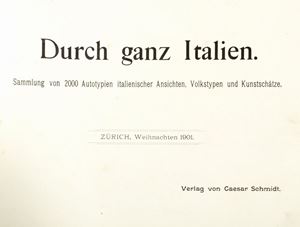 Durch ganz Italien.
Sammlung von 2000 Autotypien italienischer Ansichten, Volkstypen und Kunstschätze.
ZÜRICH, Weihnachten 1901.
Verlag von Caesar Schmidt.